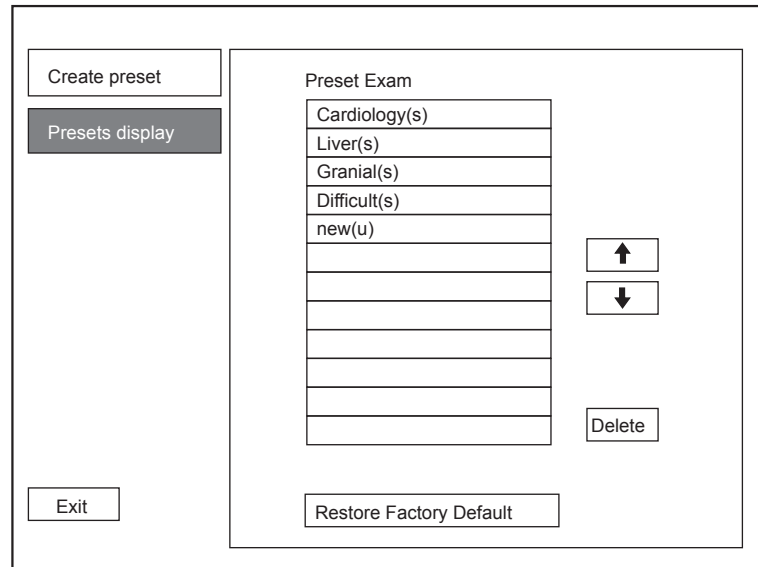 Create preset
Presets display
Preset Exam
Cardiology(s)
Liver(s)
Granial(s)
Difficult(s)
new(u)
Delete
Exit
Restore Factory Default